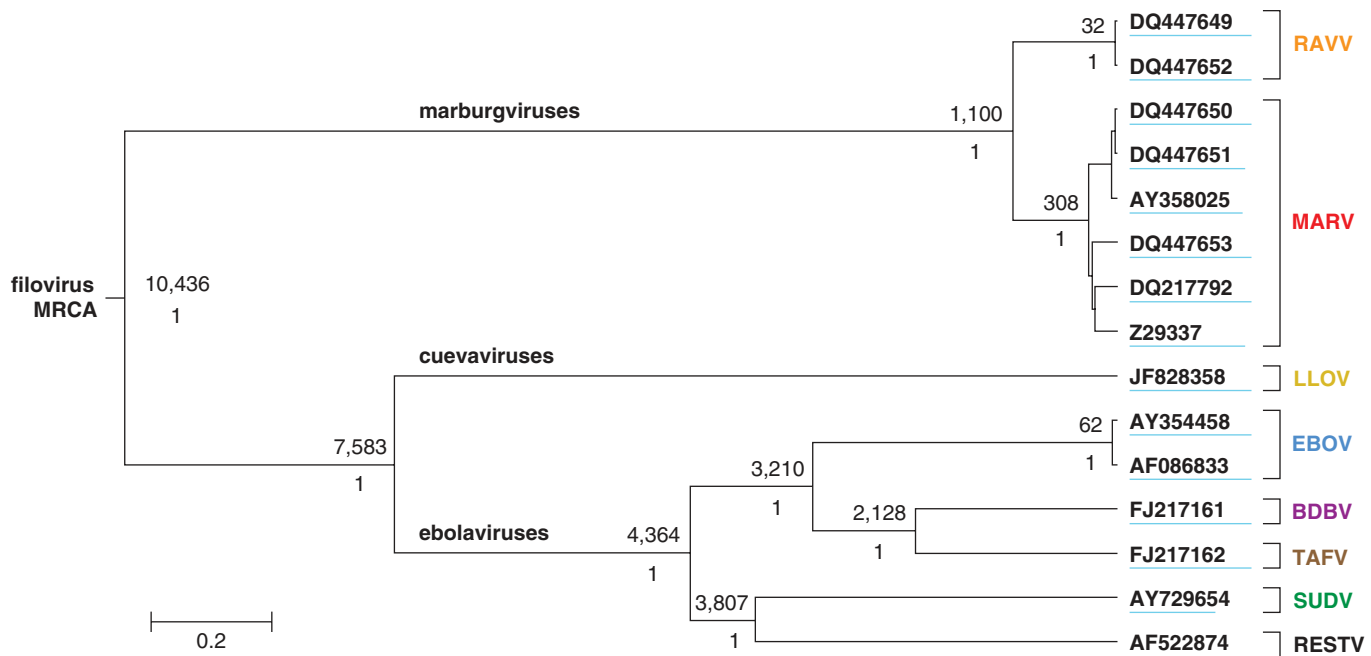 32
DQ447649
RAVV
1
DQ447652
marburgviruses
1,100
1
DQ447650
DQ447651
308
1
AY358025
MARV
DQ447653
filovirus
MRCA
10,436
1
DQ217792
Z29337
cuevaviruses
JF828358
LLOV
7,583
1
62
AY354458
EBOV
1
AF086833
3,210
1
2,128
1
FJ217161
BDBV
ebolaviruses
4,364
1
FJ217162
TAFV
3,807
1
AY729654
SUDV
0.2
AF522874
RESTV